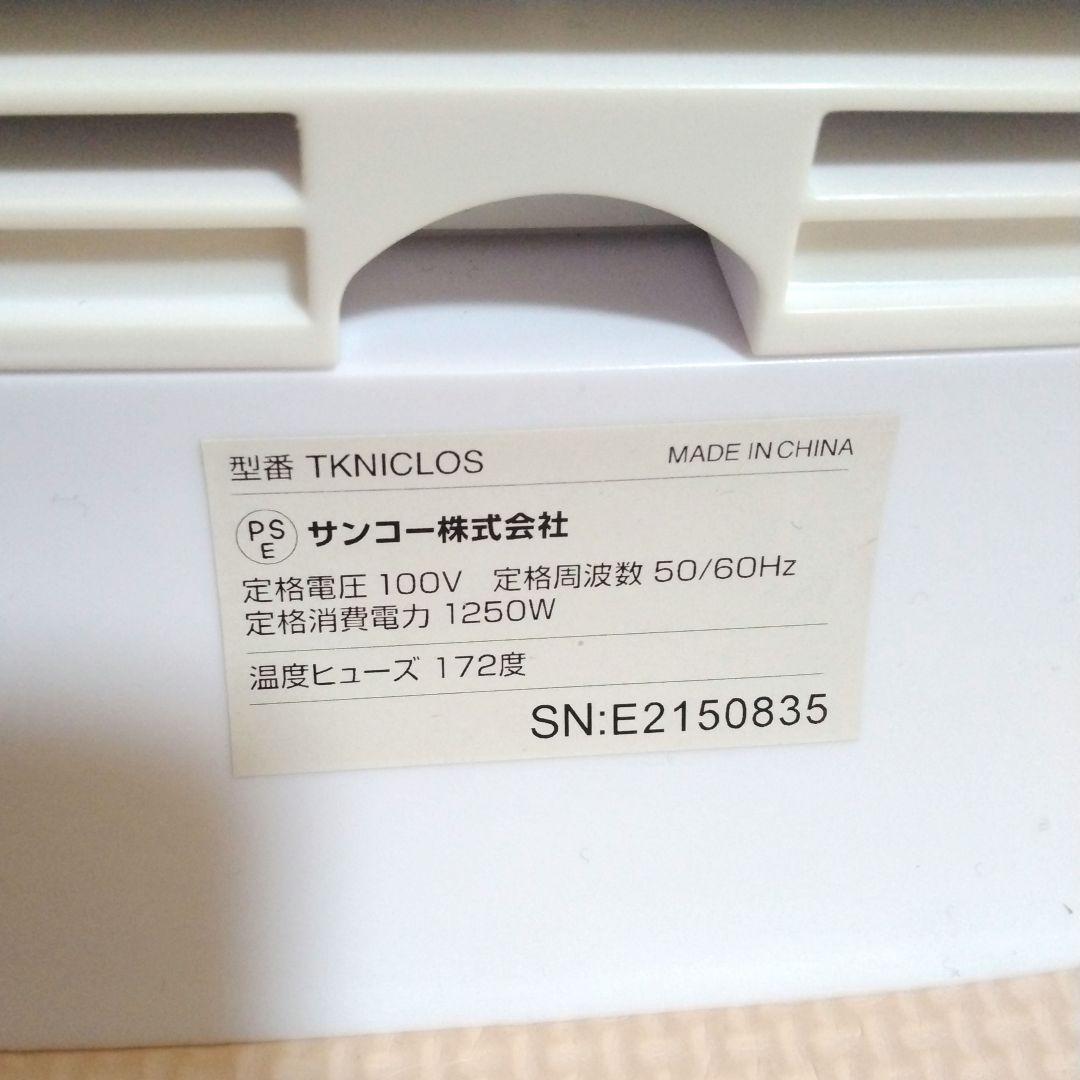 型番 TKNICLOS MADE IN CHINA
PS
E サンコー株式会社
定格電圧 100V 定格周波数 50/60Hz
定格消費電力 1250W
温度ヒューズ 172度
SN:E2150835